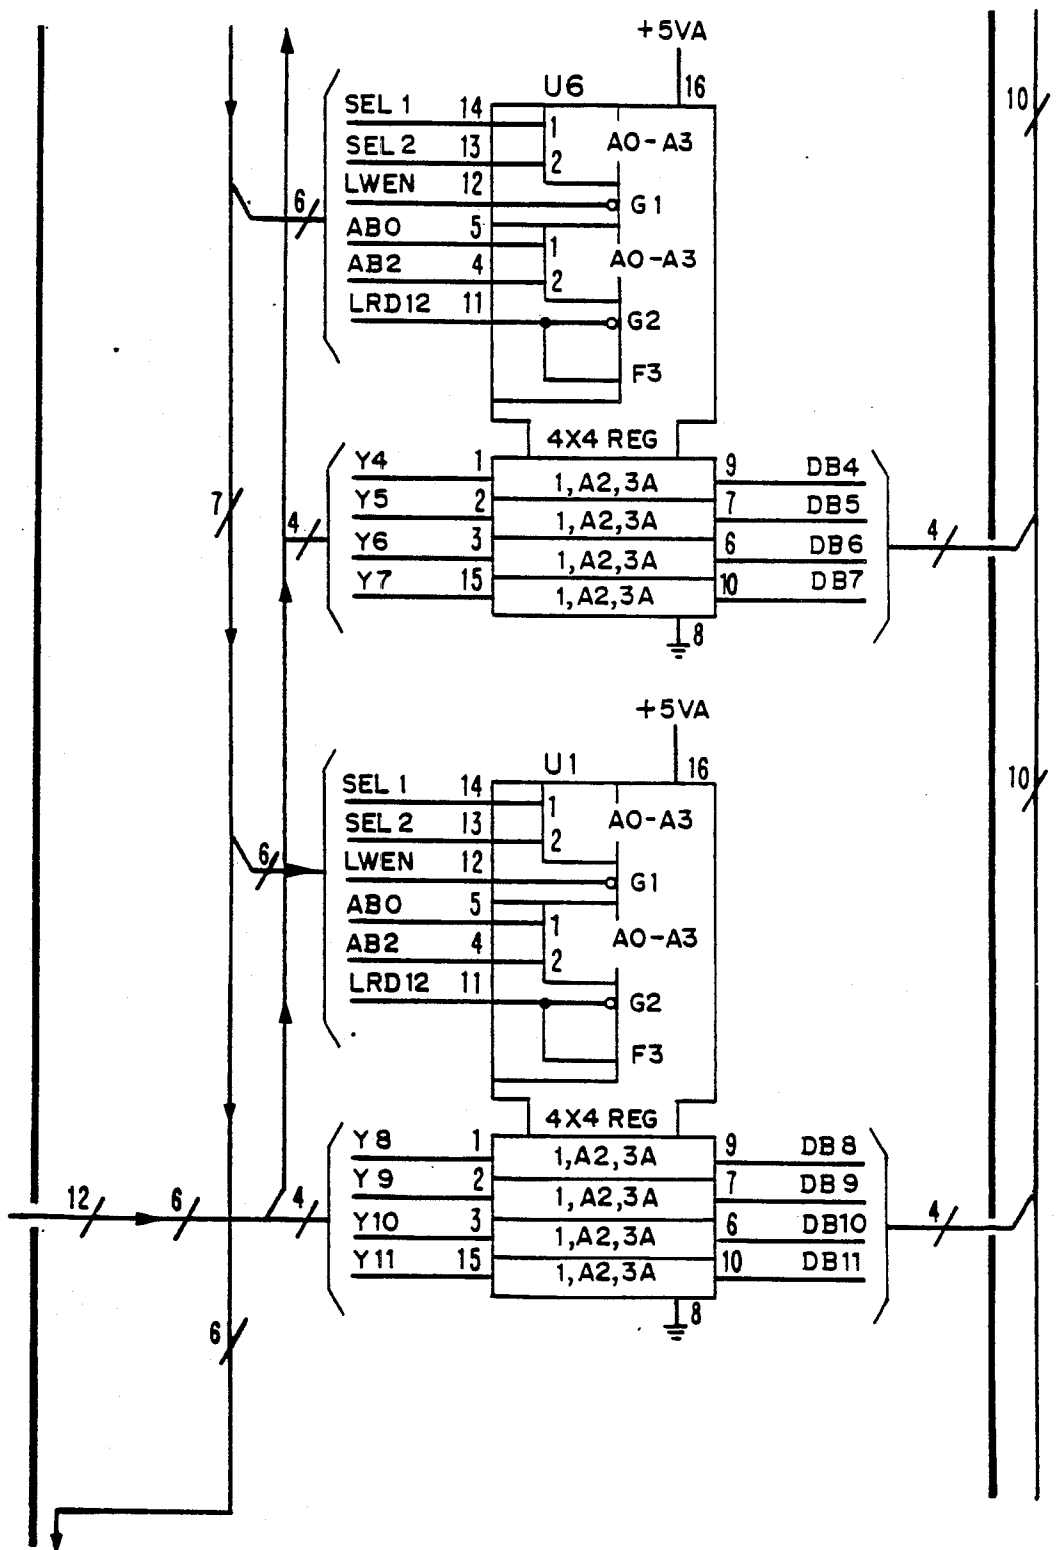 +5VA
U6 16
10
SEL 1 14 1 A0-A3
SEL 2 13 2
LWEN 12 G1
6
AB0 5 1 A0-A3
AB2 4 2
LRD12 11 G2
F3
4X4 REG
Y4 1 1,A2,3A 9 DB4
7
Y5 2 1,A2,3A 7 DB5
4 Y6 3 1,A2,3A 6 DB6 4
Y7 15 1,A2,3A 10 DB7
8
+5VA
U1 16
10
SEL 1 14 1 A0-A3
SEL 2 13 2
6
LWEN 12 G1
AB0 5 1 A0-A3
AB2 4 2
LRD12 11 G2
F3
4X4 REG
Y8 1 1,A2,3A 9 DB8
Y9 2 1,A2,3A 7 DB9
12 6 4 Y10 3 1,A2,3A 6 DB10 4
Y11 15 1,A2,3A 10 DB11
8
6